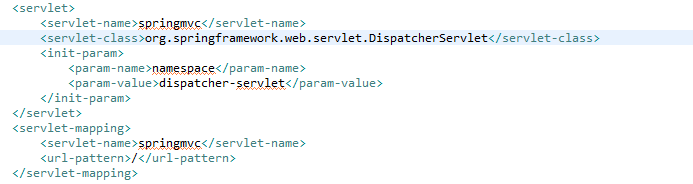 <servlet>
<servlet-name>springmvc</servlet-name>
<servlet-class>org.springframework.web.servlet.DispatcherServlet</servlet-class>
<init-param>
<param-name>namespace</param-name>
<param-value>dispatcher-servlet</param-value>
</init-param>
</servlet>
<servlet-mapping>
<servlet-name>springmvc</servlet-name>
<url-pattern>/</url-pattern>
</servlet-mapping>